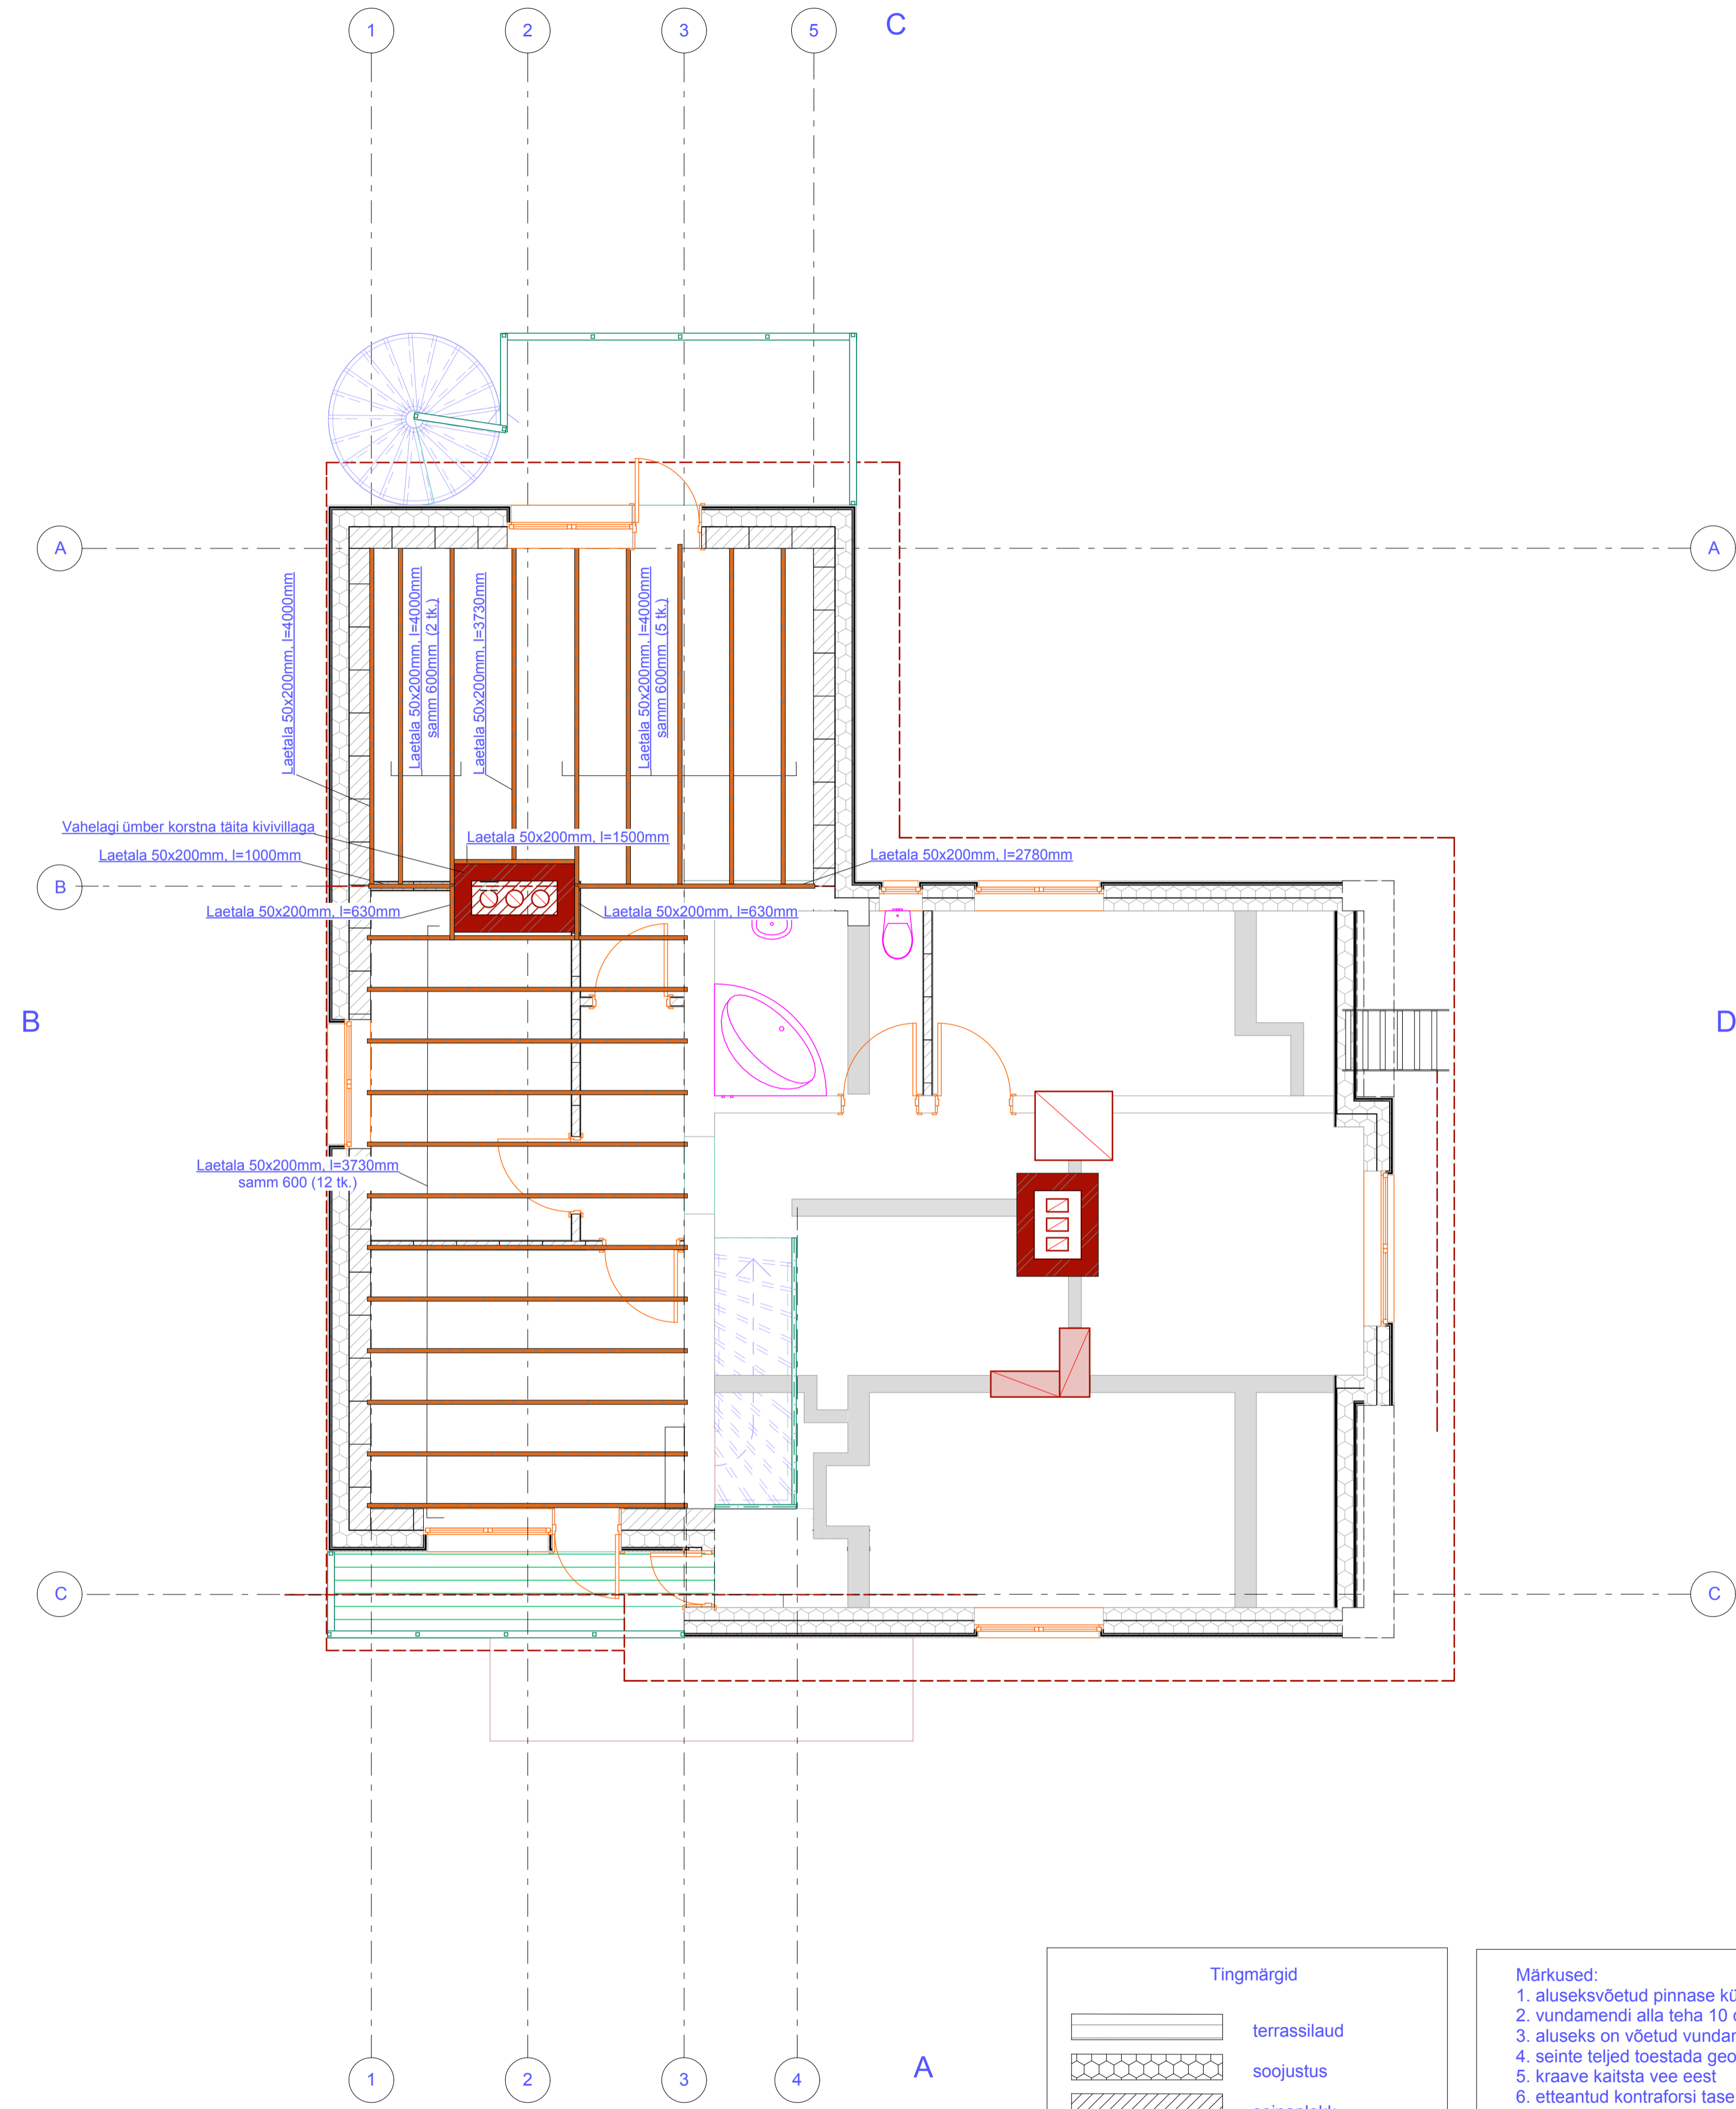 1
2
3
5
C
A
A
Laetala 50x200mm, l=4000mm
Laetala 50x200mm, l=4000mm
samm 600mm (2 tk.)
Laetala 50x200mm, l=3730mm
Laetala 50x200mm, l=4000mm
samm 600mm (5 tk.)
Vahelagi ümber korstna täita kivivillaga
Laetala 50x200mm, l=1500mm
Laetala 50x200mm, l=1000mm
Laetala 50x200mm, l=2780mm
B
Laetala 50x200mm, l=630mm
Laetala 50x200mm, l=630mm
B
D
Laetala 50x200mm, l=3730mm
samm 600 (12 tk.)
C
C
Tingmärgid
terrassilaud
soojustus
Märkused:
1. aluseksvõetud pinnase
2. vundamendi alla teha 10
3. aluseks on võetud
4. seinte teljed toestada
5. kraave kaitsta vee eest
6. etteantud kontraforsi
A
1
2
3
4